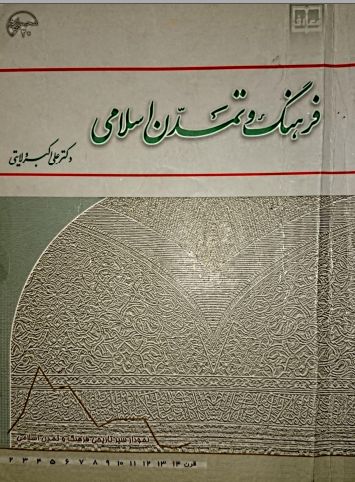 فرهنگ و تمدّن اسلامی
دکتر علی اکبر ولایتی
نمودار سیر تاریخی فرهنگ و تمدن اسلامی
قرن ۱۴ ۱۳ ۱۲ ۱۱ ۱۰ ۹ ۸ ۷ ۶ ۵ ۴ ۳ ۲